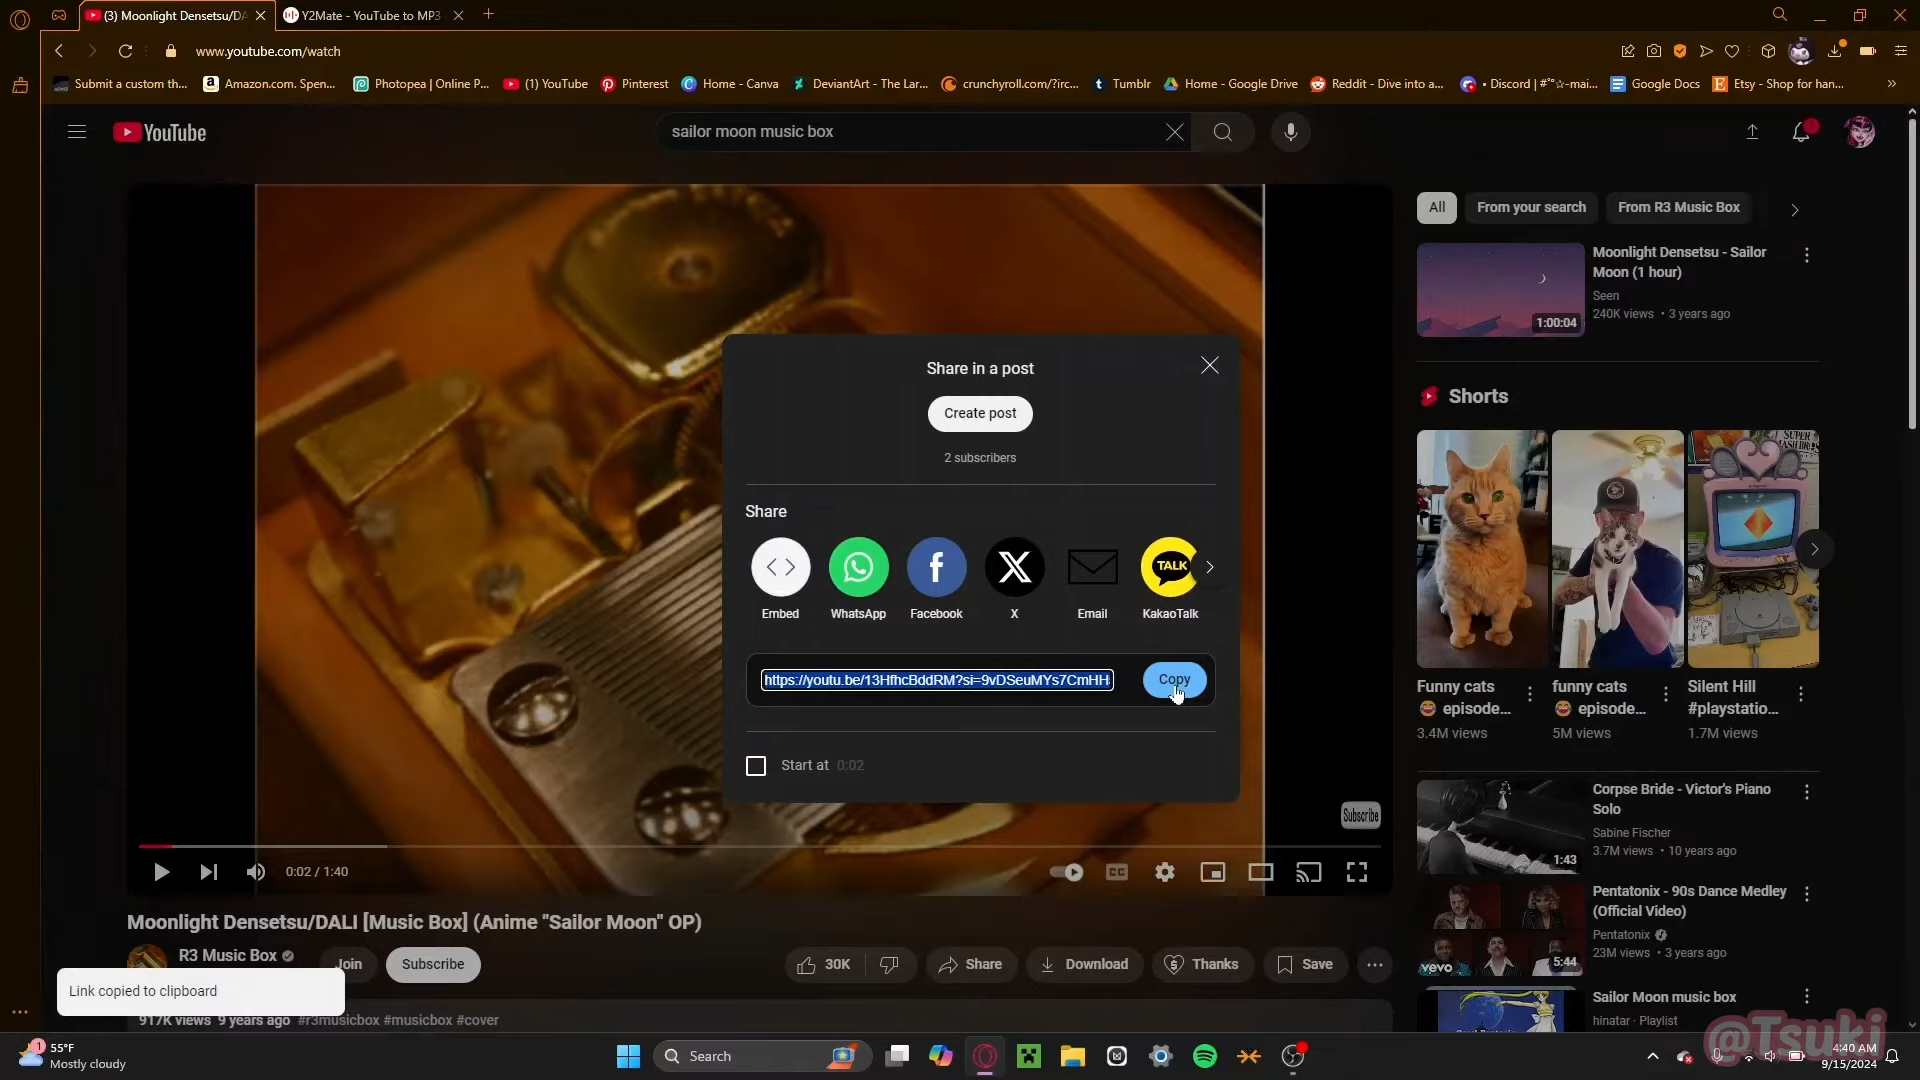 (3) Moonlight Densetsu/DA
Y2Mate - YouTube to MP3
www.youtube.com/watch
Submit a custom th...
Amazon.com. Spen...
Photopea | Online P...
(1) YouTube
Pinterest
Home - Canva
DeviantArt - The Lar...
crunchyroll.com/?irc...
Tumblr
Home - Google Drive
Reddit - Dive into a...
Google Docs
Etsy - Shop for han...
YouTube
sailor moon music box
All
From your search
From R3 Music Box
Moonlight Densetsu - Sailor
Moon (1 hour)
Seen
240K views • 3 years ago
1:00:04
Share in a post
Create post
2 subscribers
Share
TALK
Embed
WhatsApp
Facebook
X
Email
KakaoTalk
https://youtu.be/13HfhcBddRM?si=9vDSeuMYs7CmHH
Copy
Start at 0:02
Shorts
Funny cats
😂 episode...
3.4M views
funny cats
😂 episode...
5M views
Silent Hill
#playstatio...
1.7M views
Subscribe
0:02 / 1:40
CC
Corpse Bride - Victor's Piano
Solo
Sabine Fischer
3.7M views • 10 years ago
1:43
Pentatonix - 90s Dance Medley
(Official Video)
Pentatonix
23M views • 3 years ago
vevo
5:44
Sailor Moon music box
hinatar · Playlist
Moonlight Densetsu/DALI [Music Box] (Anime "Sailor Moon" OP)
R3 Music Box
Join
Subscribe
30K
Share
Download
Thanks
Save
Link copied to clipboard
917K views 9 years ago #r3musicbox #musicbox #cover
@Tsuki
1
55°F
Mostly cloudy
Search
4:40 AM
9/15/2024